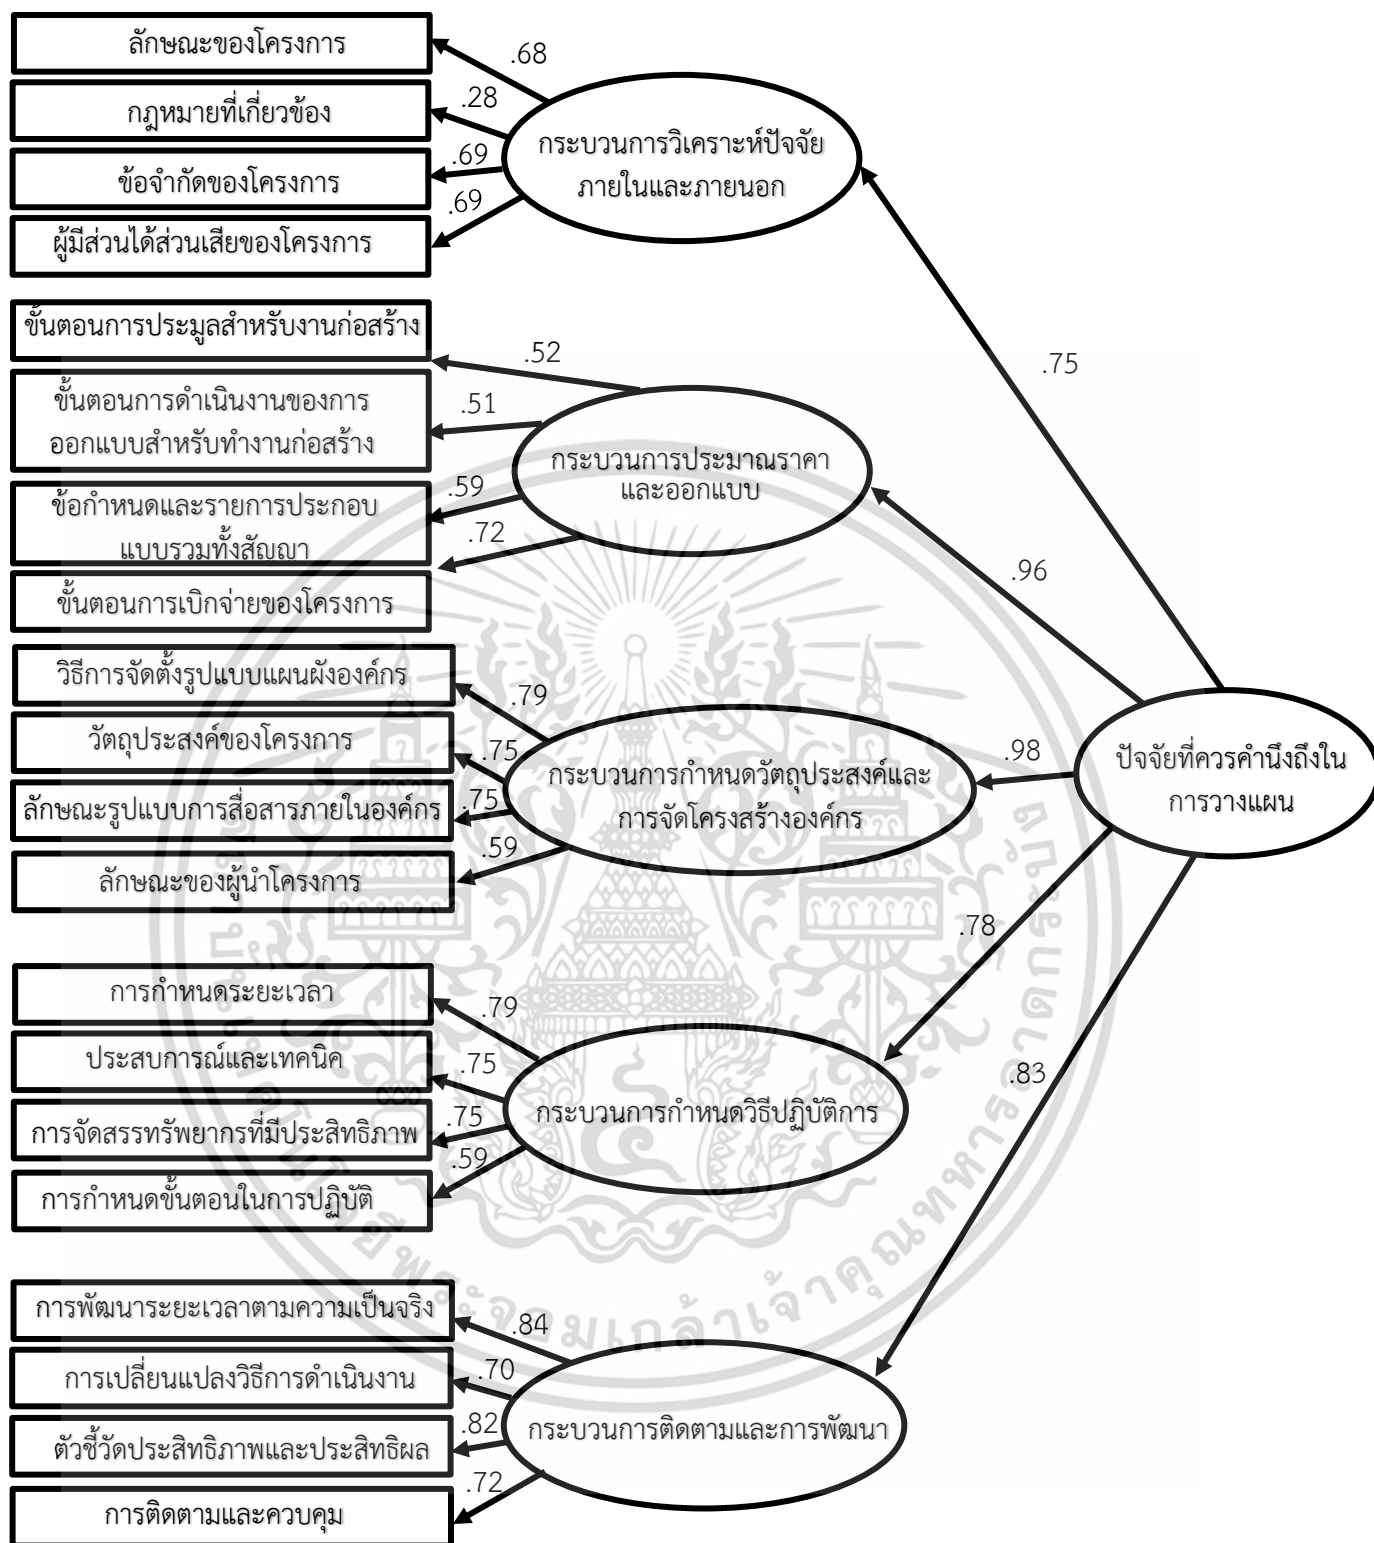 ลักษณะของโครงการ
.68
กฎหมายที่เกี่ยวข้อง
.28
ข้อจำกัดของโครงการ
.69
ผู้มีส่วนได้ส่วนเสียของโครงการ
.69
กระบวนการวิเคราะห์ปัจจัย
ภายในและภายนอก
.75
ขั้นตอนการประมูลสำหรับงานก่อสร้าง
.52
ขั้นตอนการดำเนินงานของการ
ออกแบบสำหรับทำงานก่อสร้าง
.51
ข้อกำหนดและรายการประกอบ
แบบรวมทั้งสัญญา
.59
ขั้นตอนการเบิกจ่ายของโครงการ
.72
กระบวนการประมาณราคา
และออกแบบ
.96
วิธีการจัดตั้งรูปแบบแผนผังองค์กร
.79
วัตถุประสงค์ของโครงการ
.75
ลักษณะรูปแบบการสื่อสารภายในองค์กร
.75
ลักษณะของผู้นำโครงการ
.59
กระบวนการกำหนดวัตถุประสงค์และ
การจัดโครงสร้างองค์กร
.98
ปัจจัยที่ควรคำนึงถึงใน
การวางแผน
การกำหนดระยะเวลา
.79
ประสบการณ์และเทคนิค
.75
การจัดสรรทรัพยากรที่มีประสิทธิภาพ
.75
การกำหนดขั้นตอนในการปฏิบัติ
.59
กระบวนการกำหนดวิธีปฏิบัติการ
.78
การพัฒนาระยะเวลาตามความเป็นจริง
.84
การเปลี่ยนแปลงวิธีการดำเนินงาน
.70
ตัวชี้วัดประสิทธิภาพและประสิทธิผล
.82
การติดตามและควบคุม
.72
กระบวนการติดตามและการพัฒนา
.83
พระจอมเกล้าเจ้าคุณทหารลาดกระบัง